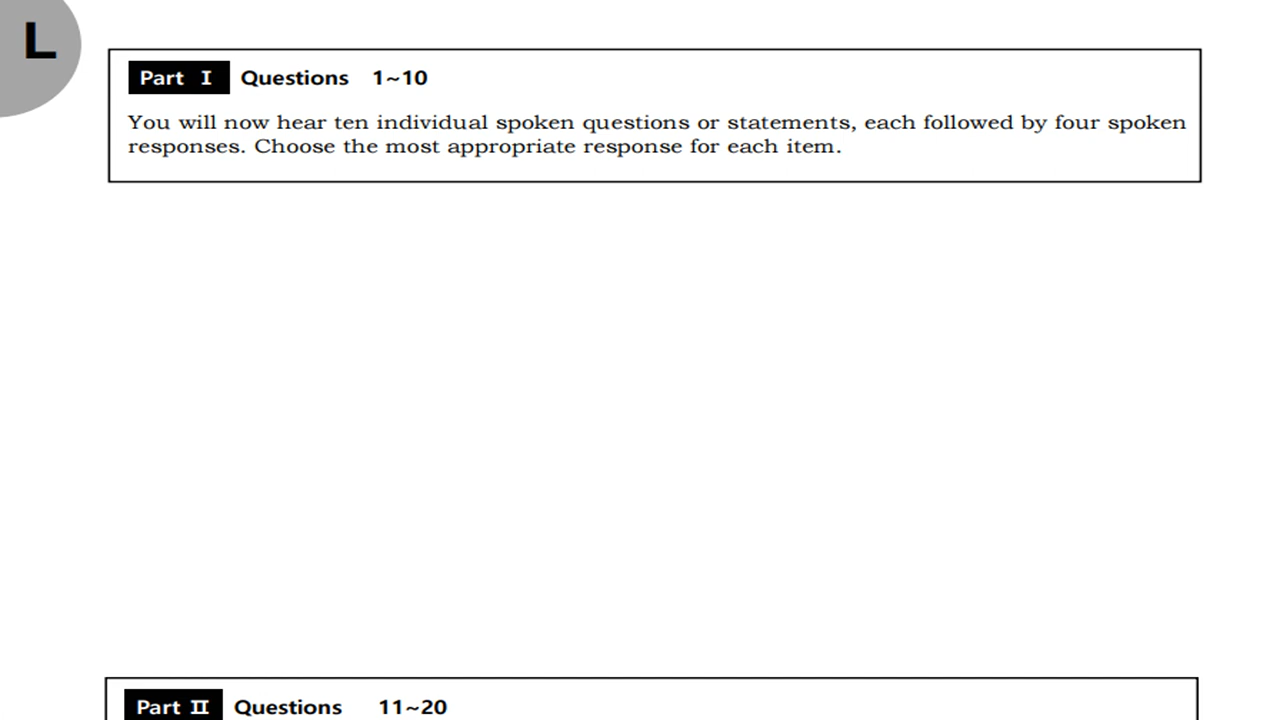 L
Part Ⅰ Questions 1~10
You will now hear ten individual spoken questions or statements, each followed by four spoken
responses. Choose the most appropriate response for each item.
Part Ⅱ Questions 11~20